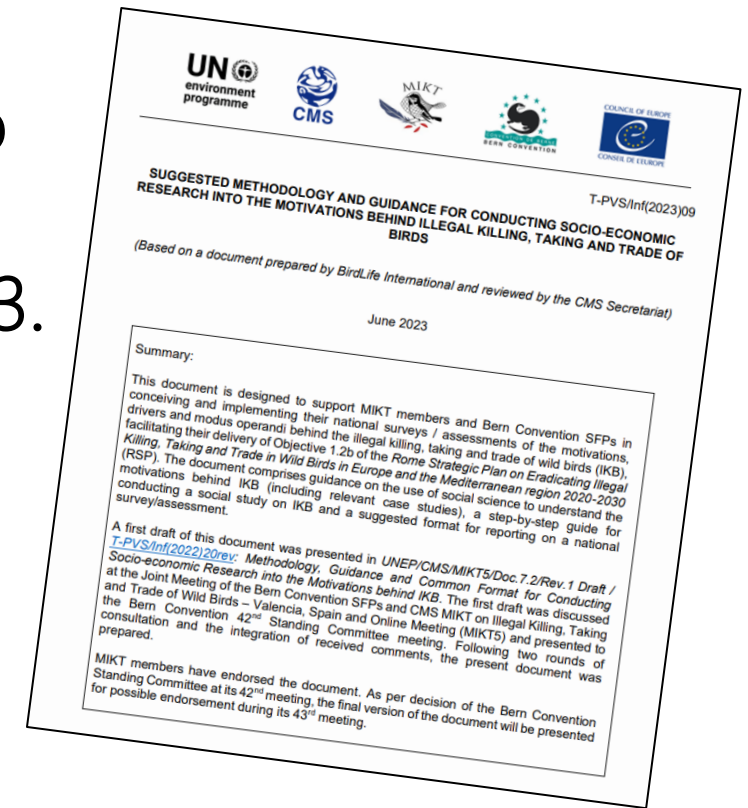 UN
environment
programme
CMS
MIKT
BERN CONVENTION
COUNCIL OF EUROPE
CONSEIL DE L'EUROPE
T-PVS/Inf(2023)09
SUGGESTED METHODOLOGY AND GUIDANCE FOR CONDUCTING SOCIO-ECONOMIC
RESEARCH INTO THE MOTIVATIONS BEHIND ILLEGAL KILLING, TAKING AND TRADE OF
BIRDS
(Based on a document prepared by BirdLife International and reviewed by the CMS Secretariat)
June 2023
3.
Summary:
This document is designed to support MIKT members and Bern Convention SFPs in
conceiving and implementing their national surveys / assessments of the motivations,
drivers and modus operandi behind the illegal killing, taking and trade of wild birds (IKB),
facilitating their delivery of Objective 1.2b of the Rome Strategic Plan on Eradicating Illegal
Killing, Taking and Trade in Wild Birds in Europe and the Mediterranean region 2020-2030
(RSP). The document comprises guidance on the use of social science to understand the
motivations behind IKB (including relevant case studies), a step-by-step guide for
conducting a social study on IKB and a suggested format for reporting on a national
survey/assessment.
A first draft of this document was presented in UNEP/CMS/MIKT5/Doc.7.2/Rev.1 Draft /
T-PVS/Inf(2022)20rev: Methodology, Guidance and Common Format for Conducting
Socio-economic Research into the Motivations behind IKB. The first draft was discussed
at the Joint Meeting of the Bern Convention SFPs and CMS MIKT on Illegal Killing, Taking
and Trade of Wild Birds – Valencia, Spain and Online Meeting (MIKT5) and presented to
the Bern Convention 42nd Standing Committee meeting. Following two rounds of
consultation and the integration of received comments, the present document was
prepared.
MIKT members have endorsed the document. As per decision of the Bern Convention
Standing Committee at its 42nd meeting, the final version of the document will be presented
for possible endorsement during its 43rd meeting.